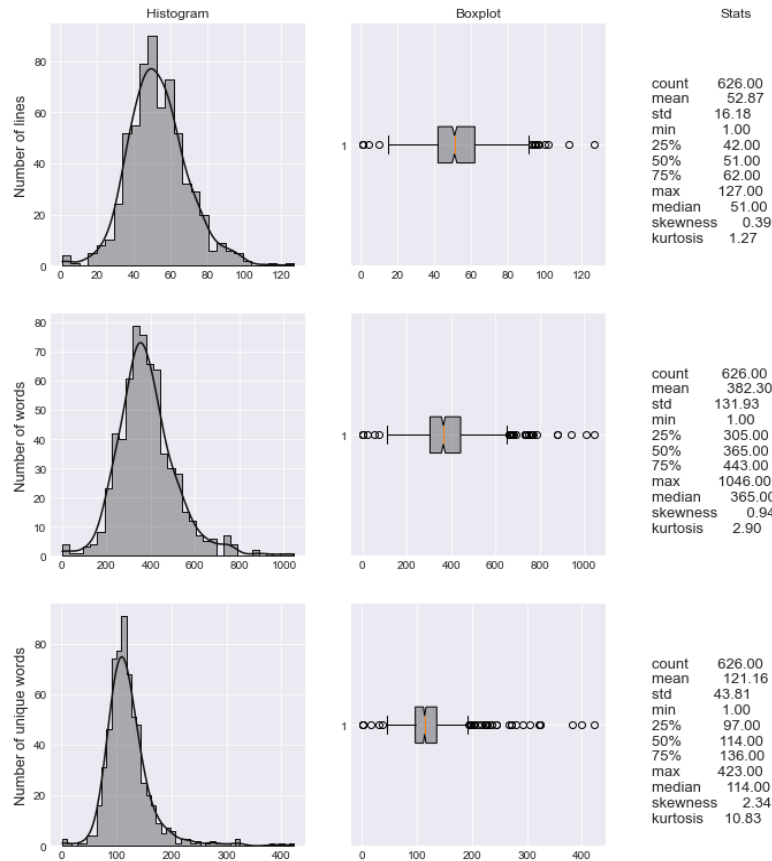 Histogram
Boxplot
Stats
Number of lines
80
60
40
20
0
0 20 40 60 80 100 120
1
0 20 40 60 80 100 120
count 626.00
mean 52.87
std 16.18
min 1.00
25% 42.00
50% 51.00
75% 62.00
max 127.00
median 51.00
skewness 0.39
kurtosis 1.27
Number of words
80
70
60
50
40
30
20
10
0
0 200 400 600 800 1000
1
0 200 400 600 800 1000
count 626.00
mean 382.30
std 131.93
min 1.00
25% 305.00
50% 365.00
75% 443.00
max 1046.00
median 365.00
skewness 0.94
kurtosis 2.90
Number of unique words
80
60
40
20
0
0 100 200 300 400
1
0 100 200 300 400
count 626.00
mean 121.16
std 43.81
min 1.00
25% 97.00
50% 114.00
75% 136.00
max 423.00
median 114.00
skewness 2.34
kurtosis 10.83